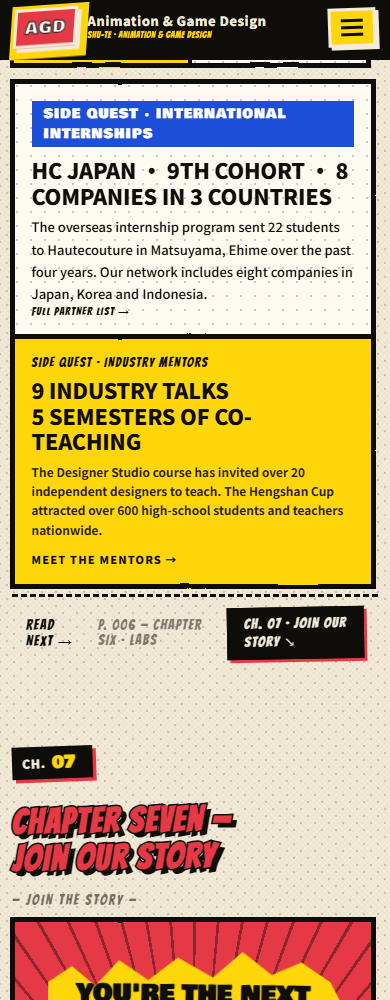 AGD
Animation & Game Design
SHU-TE · ANIMATION & GAME DESIGN
SIDE QUEST · INTERNATIONAL
INTERNSHIPS
HC JAPAN · 9TH COHORT · 8
COMPANIES IN 3 COUNTRIES
The overseas internship program sent 22 students
to Hautecouture in Matsuyama, Ehime over the past
four years. Our network includes eight companies in
Japan, Korea and Indonesia.
FULL PARTNER LIST →
SIDE QUEST · INDUSTRY MENTORS
9 INDUSTRY TALKS
5 SEMESTERS OF CO-
TEACHING
The Designer Studio course has invited over 20
independent designers to teach. The Hengshan Cup
attracted over 600 high-school students and teachers
nationwide.
MEET THE MENTORS →
READ
NEXT →
P. 006 — CHAPTER
SIX · LABS
CH. 07 · JOIN OUR
STORY ↘
CH. 07
CHAPTER SEVEN —
JOIN OUR STORY
— JOIN THE STORY —
YOU'RE THE NEXT